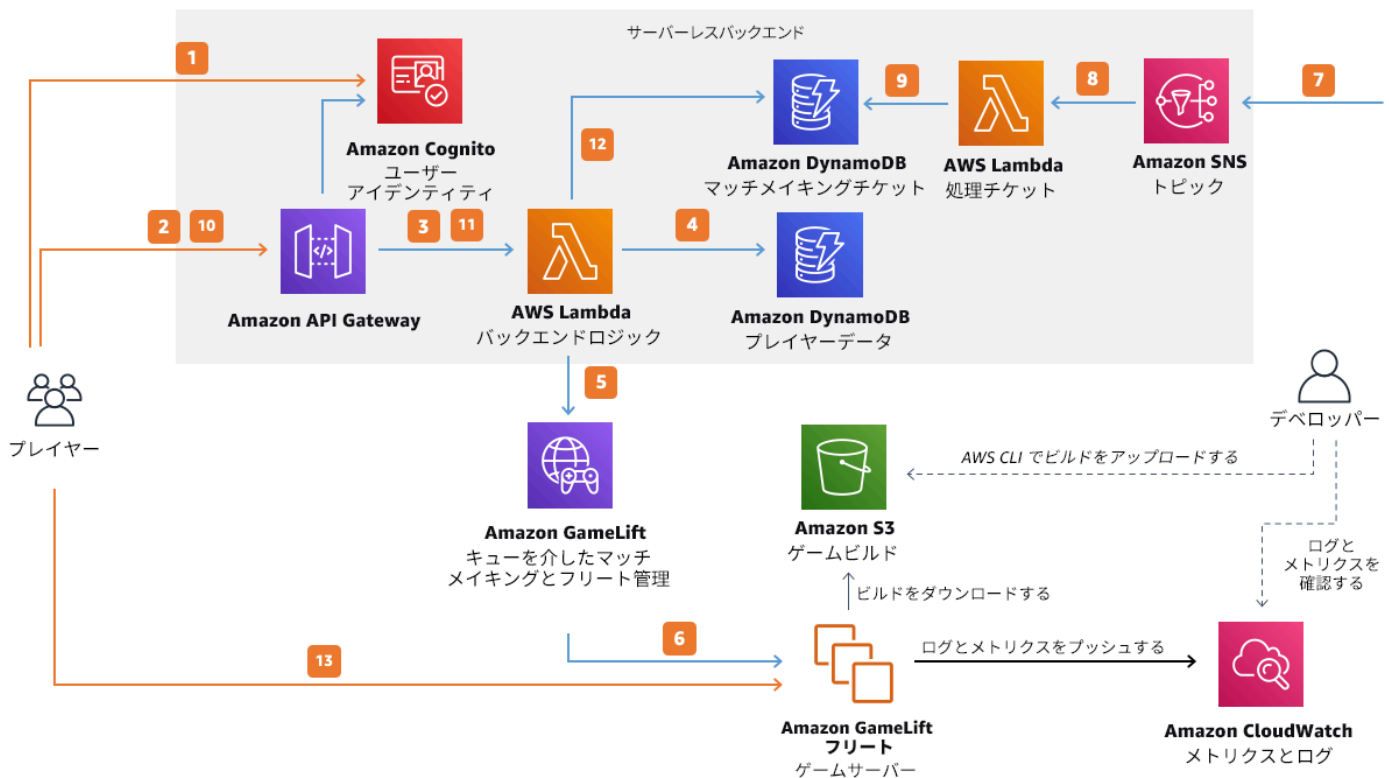 サーバーレスバックエンド
1
Amazon Cognito
ユーザー
アイデンティティ
12
Amazon DynamoDB
マッチメイキングチケット
9
AWS Lambda
処理チケット
8
Amazon SNS
トピック
7
2
10
Amazon API Gateway
3
11
AWS Lambda
バックエンドロジック
4
Amazon DynamoDB
プレイヤーデータ
プレイヤー
5
デベロッパー
AWS CLI でビルドをアップロードする
Amazon GameLift
キューを介したマッチ
メイキングとフリート管理
Amazon S3
ゲームビルド
ログと
メトリクスを
確認する
ビルドをダウンロードする
6
13
ログとメトリクスをプッシュする
Amazon GameLift
フリート
ゲームサーバー
Amazon CloudWatch
メトリクスとログ